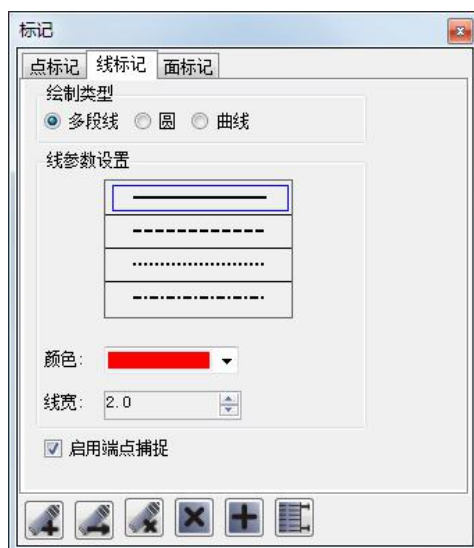 标记
点标记 线标记 面标记
绘制类型
多段线 圆 曲线
线参数设置
颜色:
线宽: 2.0
启用端点捕捉